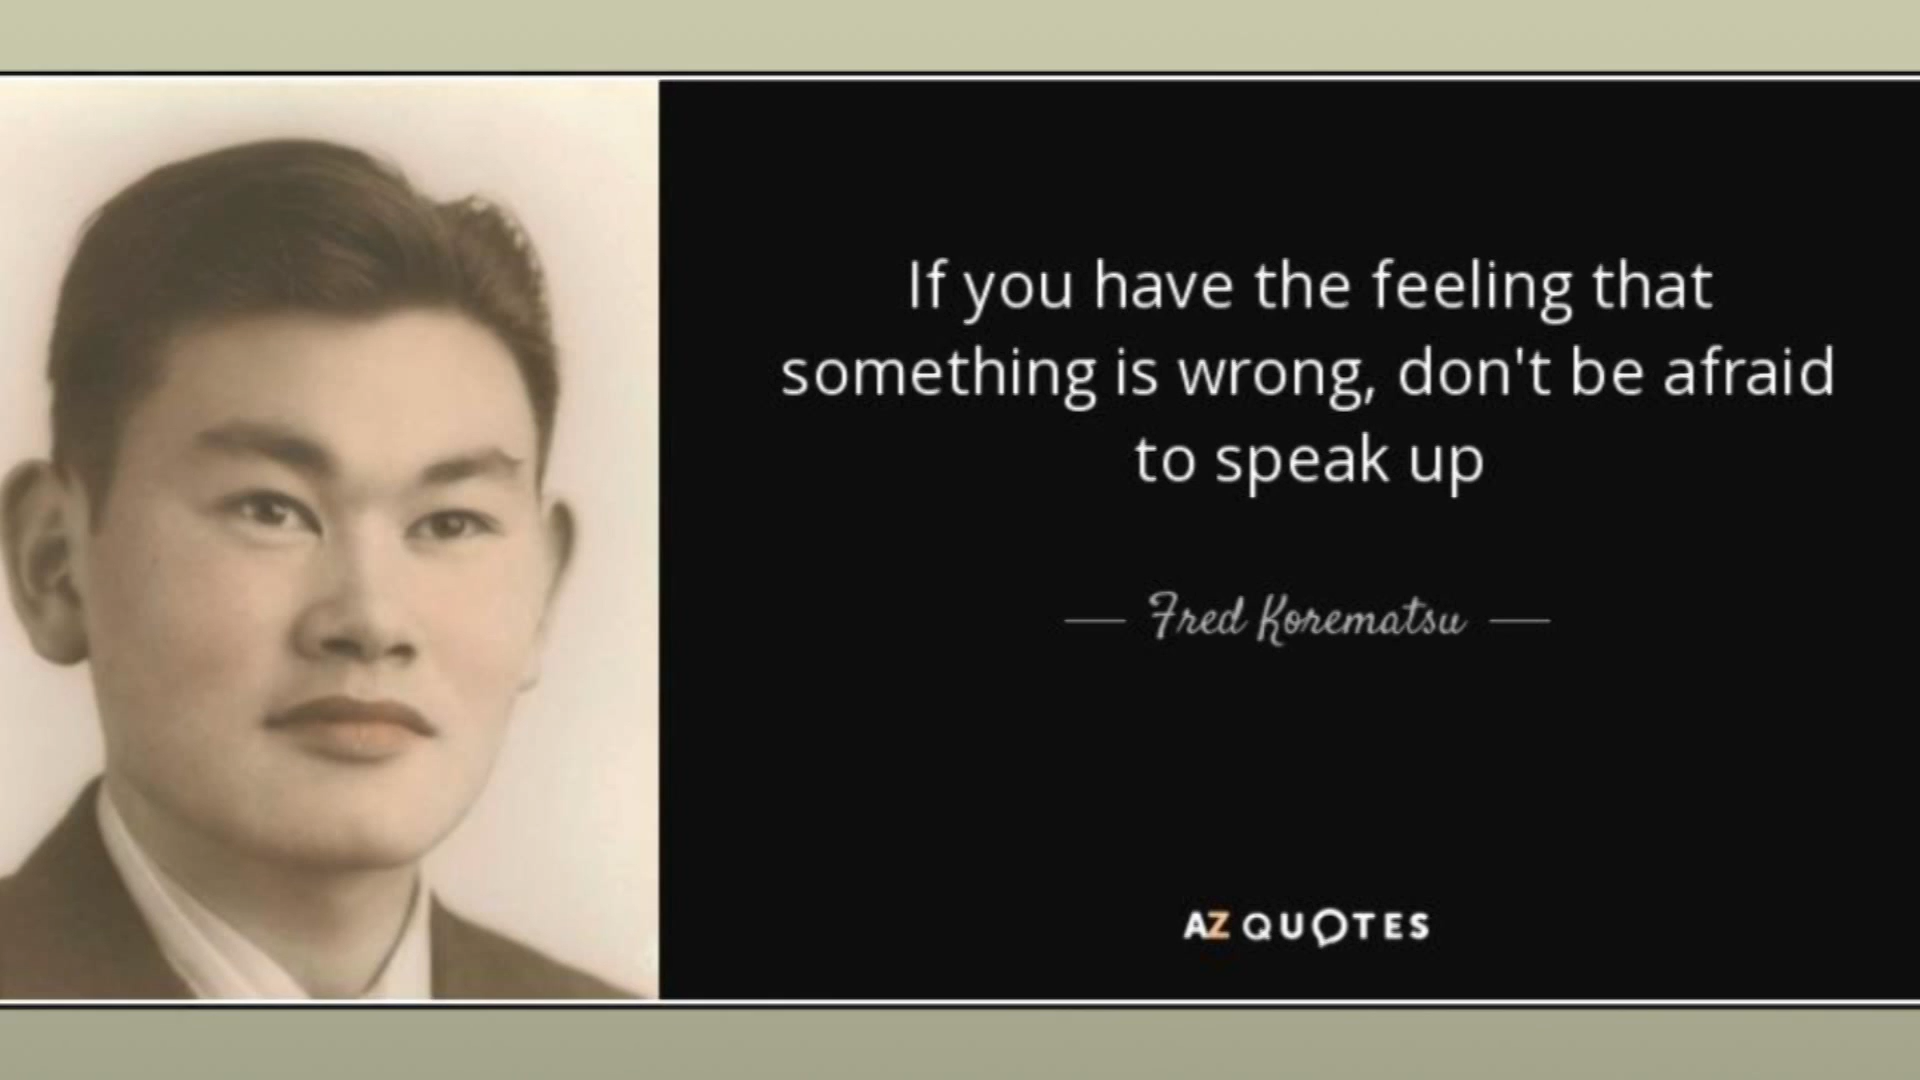 If you have the feeling that
something is wrong, don't be afraid
to speak up
Fred Korematsu
AZ QUOTES